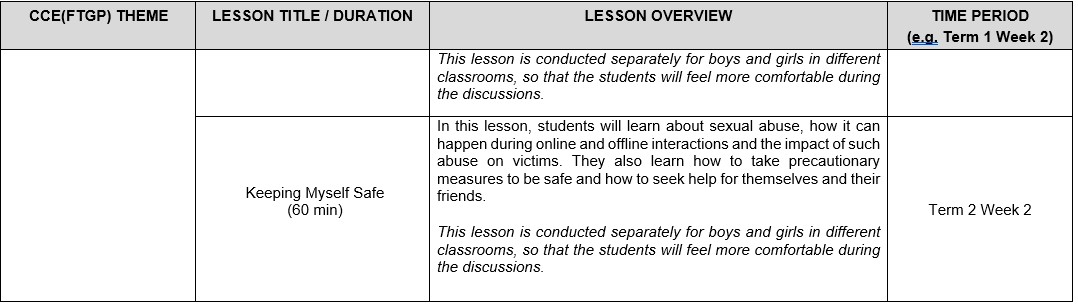 CCE(FTGP) THEME
LESSON TITLE / DURATION
LESSON OVERVIEW
TIME PERIOD
(e.g. Term 1 Week 2)
This lesson is conducted separately for boys and girls in different
classrooms, so that the students will feel more comfortable during
the discussions.
Keeping Myself Safe
(60 min)
In this lesson, students will learn about sexual abuse, how it can
happen during online and offline interactions and the impact of such
abuse on victims. They also learn how to take precautionary
measures to be safe and how to seek help for themselves and their
friends.
This lesson is conducted separately for boys and girls in different
classrooms, so that the students will feel more comfortable during
the discussions.
Term 2 Week 2